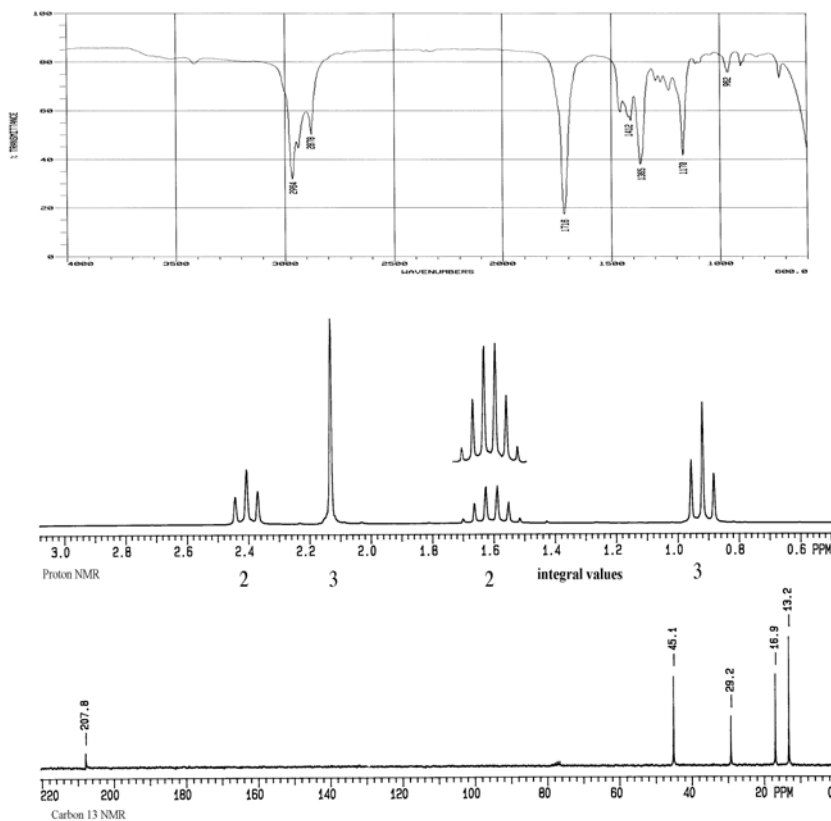 100
80
60
40
20
0
% TRANSMITTANCE
2964
2878
1718
1412
1365
1170
962
4000 3500 3000 2500 2000 1500 1000 600.0
WAVENUMBERS
3.0 2.8 2.6 2.4 2.2 2.0 1.8 1.6 1.4 1.2 1.0 0.8 0.6 PPM
Proton NMR 2 3 2 integral values 3
207.8
45.1
29.2
16.9
13.2
220 200 180 160 140 120 100 80 60 40 20 PPM 0
Carbon 13 NMR